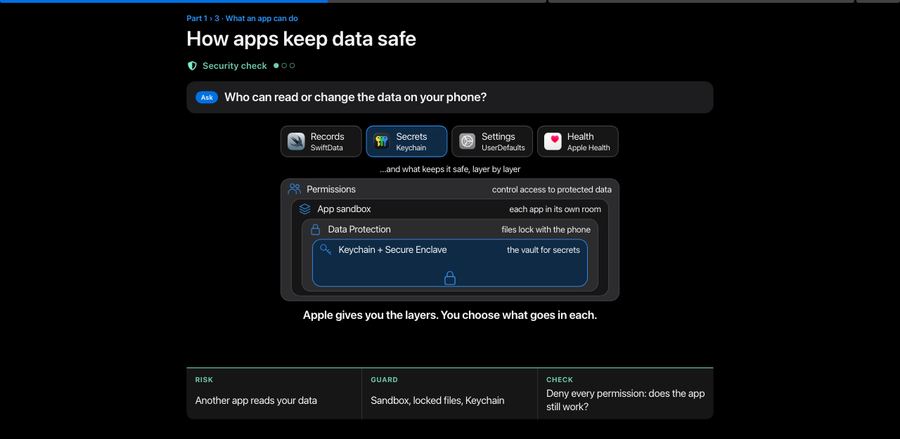 Part 1 › 3 · What an app can do
How apps keep data safe
Security check
Ask Who can read or change the data on your phone?
Records
SwiftData
Secrets
Keychain
Settings
UserDefaults
Health
Apple Health
...and what keeps it safe, layer by layer
Permissions control access to protected data
App sandbox each app in its own room
Data Protection files lock with the phone
Keychain + Secure Enclave the vault for secrets
Apple gives you the layers. You choose what goes in each.
RISK
Another app reads your data
GUARD
Sandbox, locked files, Keychain
CHECK
Deny every permission: does the app
still work?